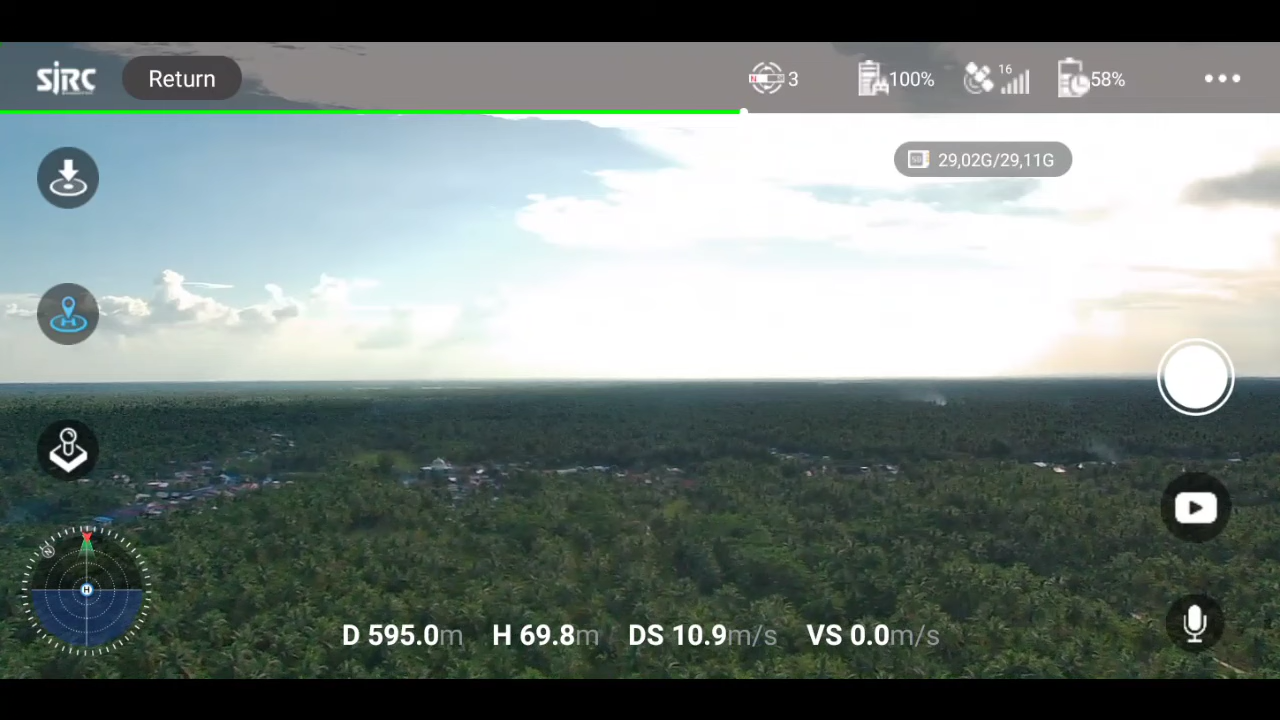 SJRC Return N 3 100% 16 58%
SD 29,02G/29,11G
N
H
D 595.0m H 69.8m DS 10.9m/s VS 0.0m/s